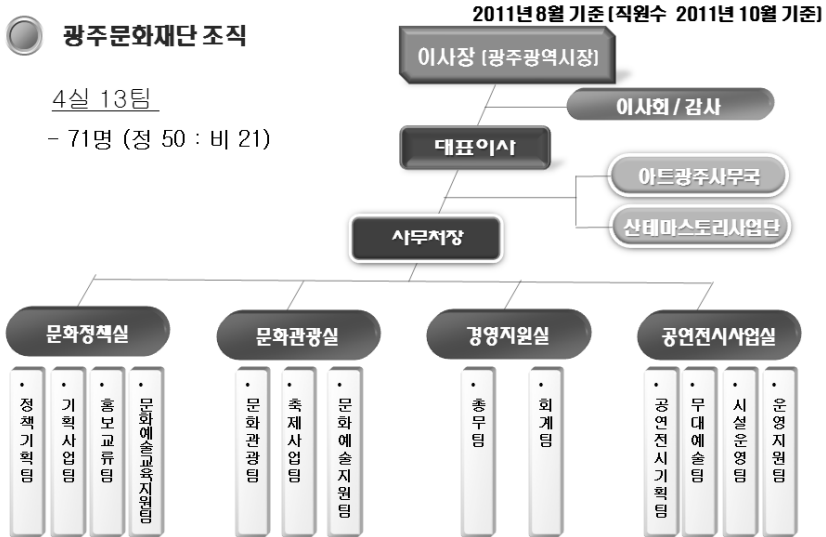 2011년 8월 기준 (직원수 2011년 10월 기준)
광주문화재단 조직
4실 13팀
- 71명 (정 50 : 비 21)
이사장 (광주광역시장)
이사회 / 감사
대표이사
아트광주사무국
산테마스토리사업단
사무처장
문화정책실
문화관광실
경영지원실
공연전시사업실
• 정책기획팀
• 기획사업팀
• 홍보교류팀
• 문화예술교육지원팀
• 문화관광팀
• 축제사업팀
• 문화예술지원팀
• 총무팀
• 회계팀
• 공연전시기획팀
• 무대예술팀
• 시설운영팀
• 운영지원팀